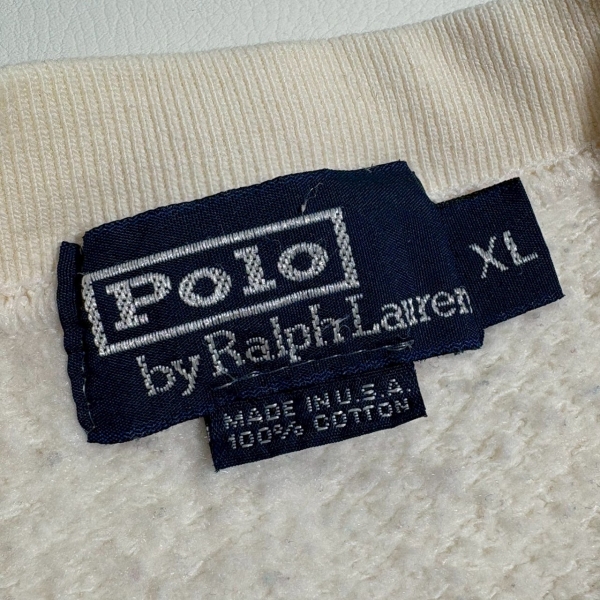 Polo
by Ralph Lauren
XL
MADE IN U.S.A.
100% COTTON